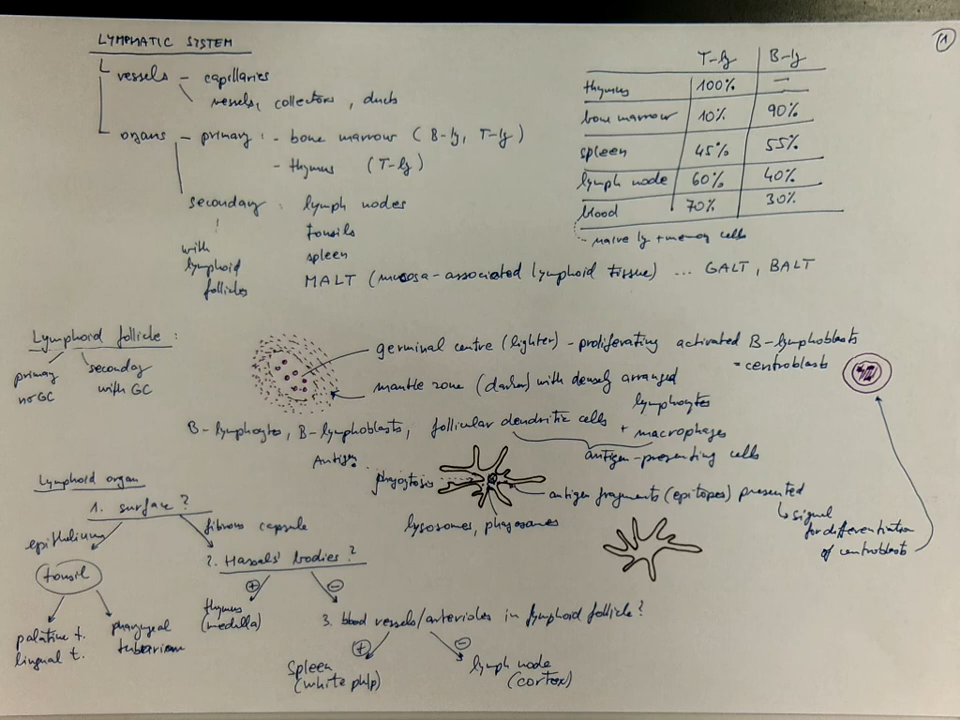 1
LYMPHATIC SYSTEM
vessels - capillaries
vessels, collectors, ducts
organs - primary : - bone marrow (B-ly, T-ly)
- thymus (T-ly)
secondary : lymph nodes
tonsils
spleen
MALT (mucosa-associated lymphoid tissue) ... GALT, BALT
with
lymphoid
follicles
T-ly B-ly
thymus 100% -
bone marrow 10% 90%
spleen 45% 55%
lymph node 60% 40%
blood 70% 30%
naive ly + memory cells
Lymphoid follicle :
primary
no GC
secondary
with GC
germinal centre (lighter) - proliferating activated B-lymphoblasts
= centroblasts
mantle zone (darker) with densely arranged
lymphocytes
B-lymphocytes, B-lymphoblasts, follicular dendritic cells + macrophages
antigen-presenting cells
Antigen
phagocytosis
antigen fragments (epitopes) presented
lysosomes, phagosomes
signal
for differentiation
of centroblasts
Lymphoid organ
1. surface ?
epithelium
fibrous capsule
tonsil
palatine t.
lingual t.
pharyngeal
tubarian
2. Hassals' bodies ?
+ -
thymus
(medulla)
3. blood vessels/arterioles in lymphoid follicle?
+ -
Spleen
(white pulp)
lymph node
(cortex)